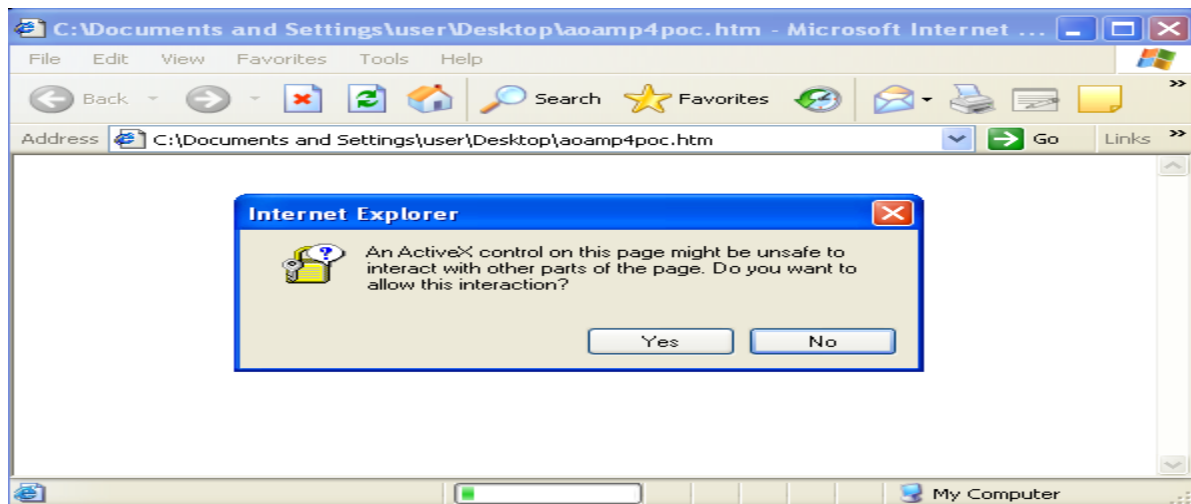 C:\Documents and Settings\user\Desktop\aoamp4poc.htm - Microsoft Internet ...
File Edit View Favorites Tools Help
Back Search Favorites »
Address C:\Documents and Settings\user\Desktop\aoamp4poc.htm Go Links »
Internet Explorer
An ActiveX control on this page might be unsafe to
interact with other parts of the page. Do you want to
allow this interaction?
Yes No
My Computer